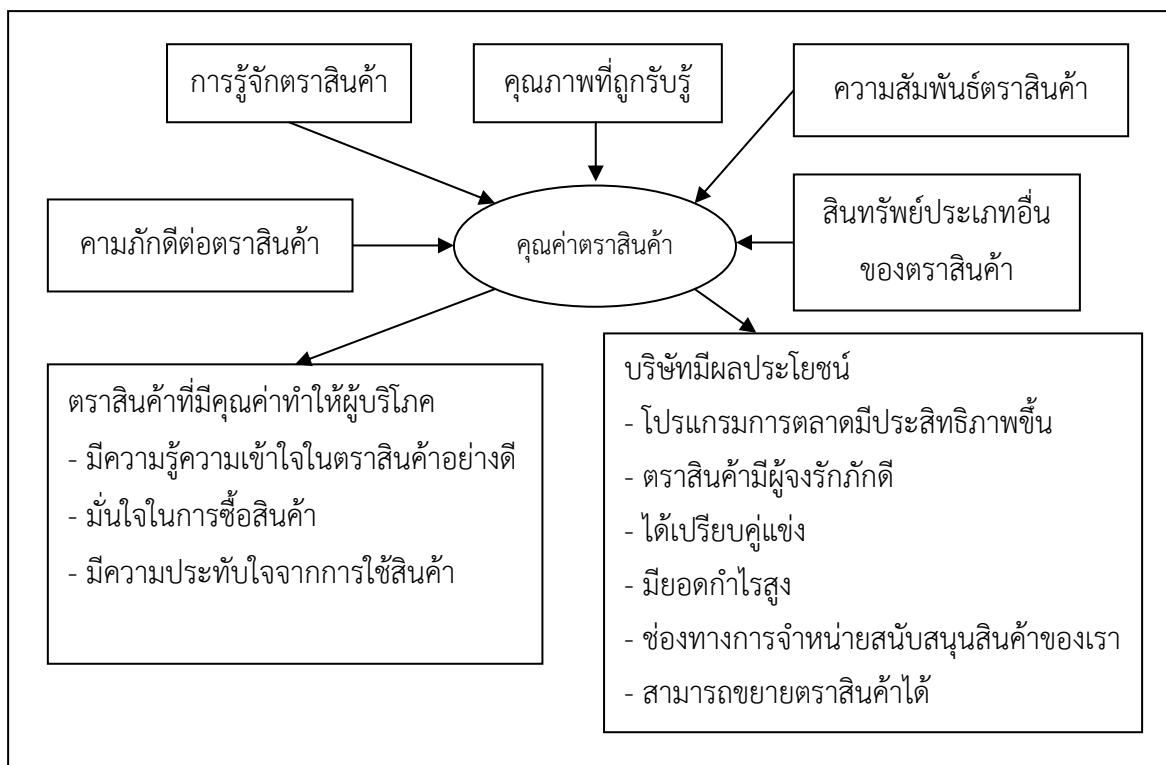 การรู้จักตราสินค้า
คุณภาพที่ถูกรับรู้
ความสัมพันธ์ตราสินค้า
คามภักดีต่อตราสินค้า
คุณค่าตราสินค้า
สินทรัพย์ประเภทอื่น
ของตราสินค้า
ตราสินค้าที่มีคุณค่าทำให้ผู้บริโภค
- มีความรู้ความเข้าใจในตราสินค้าอย่างดี
- มั่นใจในการซื้อสินค้า
- มีความประทับใจจากการใช้สินค้า
บริษัทมีผลประโยชน์
- โปรแกรมการตลาดมีประสิทธิภาพขึ้น
- ตราสินค้ามีผู้จงรักภักดี
- ได้เปรียบคู่แข่ง
- มียอดกำไรสูง
- ช่องทางการจำหน่ายสนับสนุนสินค้าของเรา
- สามารถขยายตราสินค้าได้